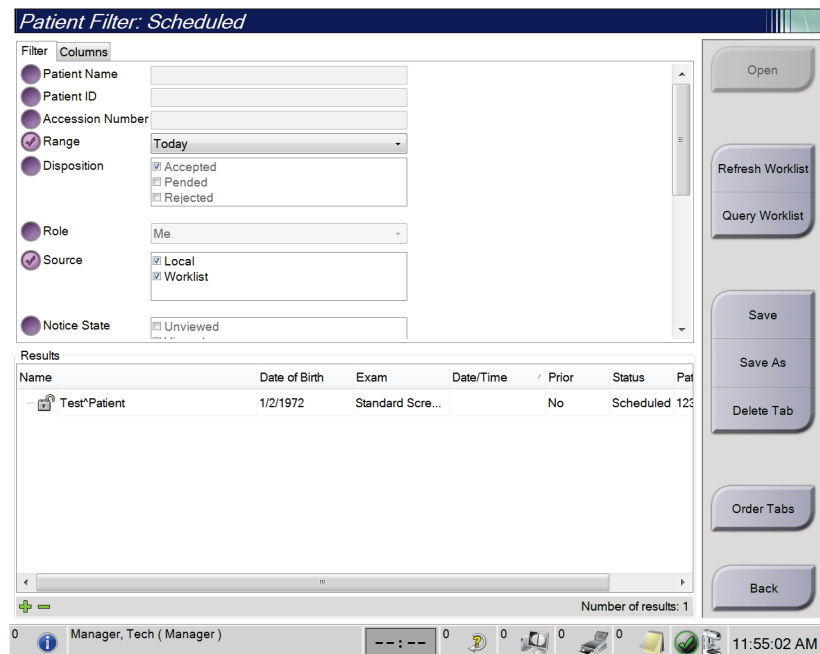 Patient Filter: Scheduled
Filter Columns
Patient Name
Patient ID
Accession Number
Range Today
Disposition Accepted
Pended
Rejected
Role Me
Source Local
Worklist
Notice State Unviewed
Results
Name Date of Birth Exam Date/Time Prior Status Pat
Test^Patient 1/2/1972 Standard Scre... No Scheduled 123
Number of results: 1
Open
Refresh Worklist
Query Worklist
Save
Save As
Delete Tab
Order Tabs
Back
0 Manager, Tech ( Manager ) --:-- 0 0 0 0 11:55:02 AM